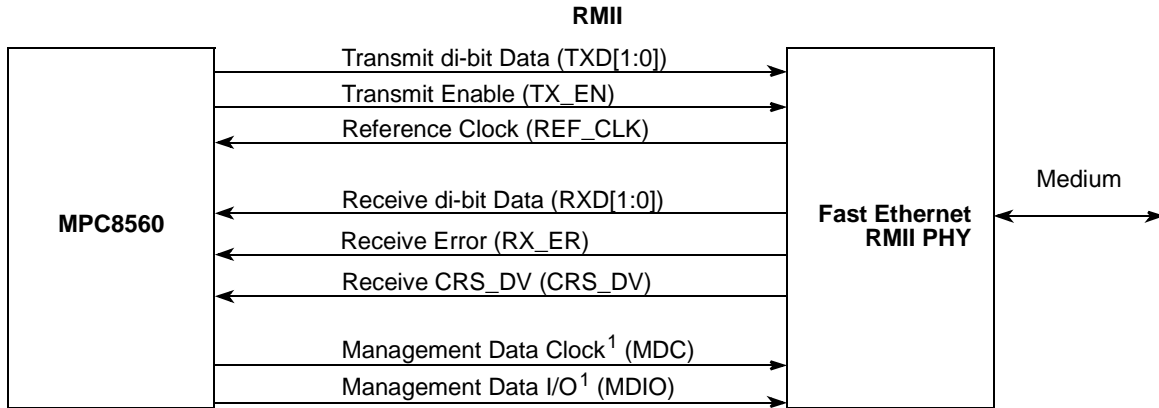 RMII
Transmit di-bit Data (TXD[1:0])
Transmit Enable (TX_EN)
Reference Clock (REF_CLK)
Medium
Receive di-bit Data (RXD[1:0])
MPC8560
Fast Ethernet
RMII PHY
Receive Error (RX_ER)
Receive CRS_DV (CRS_DV)
Management Data Clock¹ (MDC)
Management Data I/O¹ (MDIO)